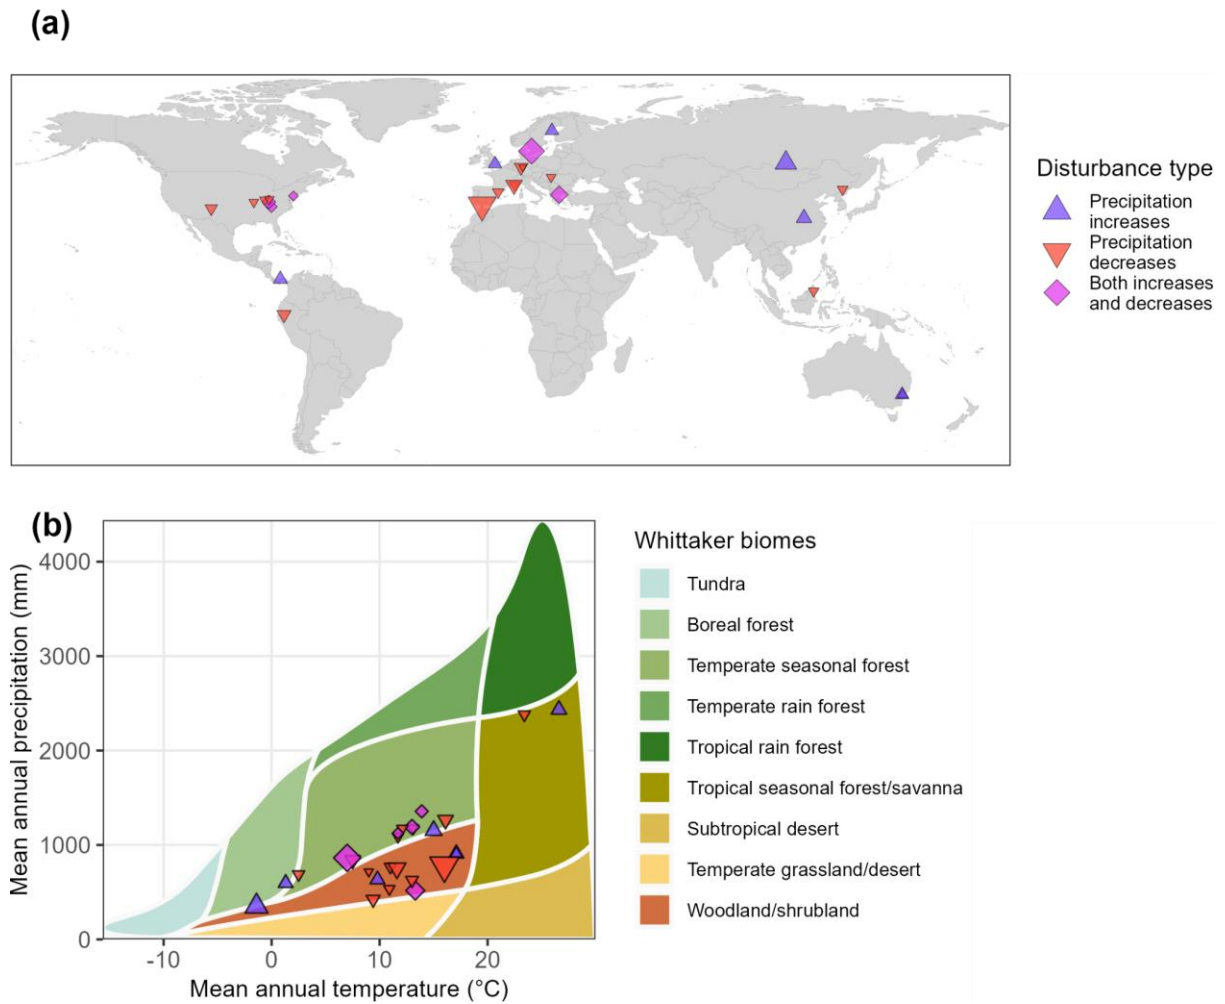 (a)
Disturbance type
Precipitation
increases
Precipitation
decreases
Both increases
and decreases
(b)
Mean annual precipitation (mm)
4000
3000
2000
1000
0
-10
0
10
20
Mean annual temperature (°C)
Whittaker biomes
Tundra
Boreal forest
Temperate seasonal forest
Temperate rain forest
Tropical rain forest
Tropical seasonal forest/savanna
Subtropical desert
Temperate grassland/desert
Woodland/shrubland